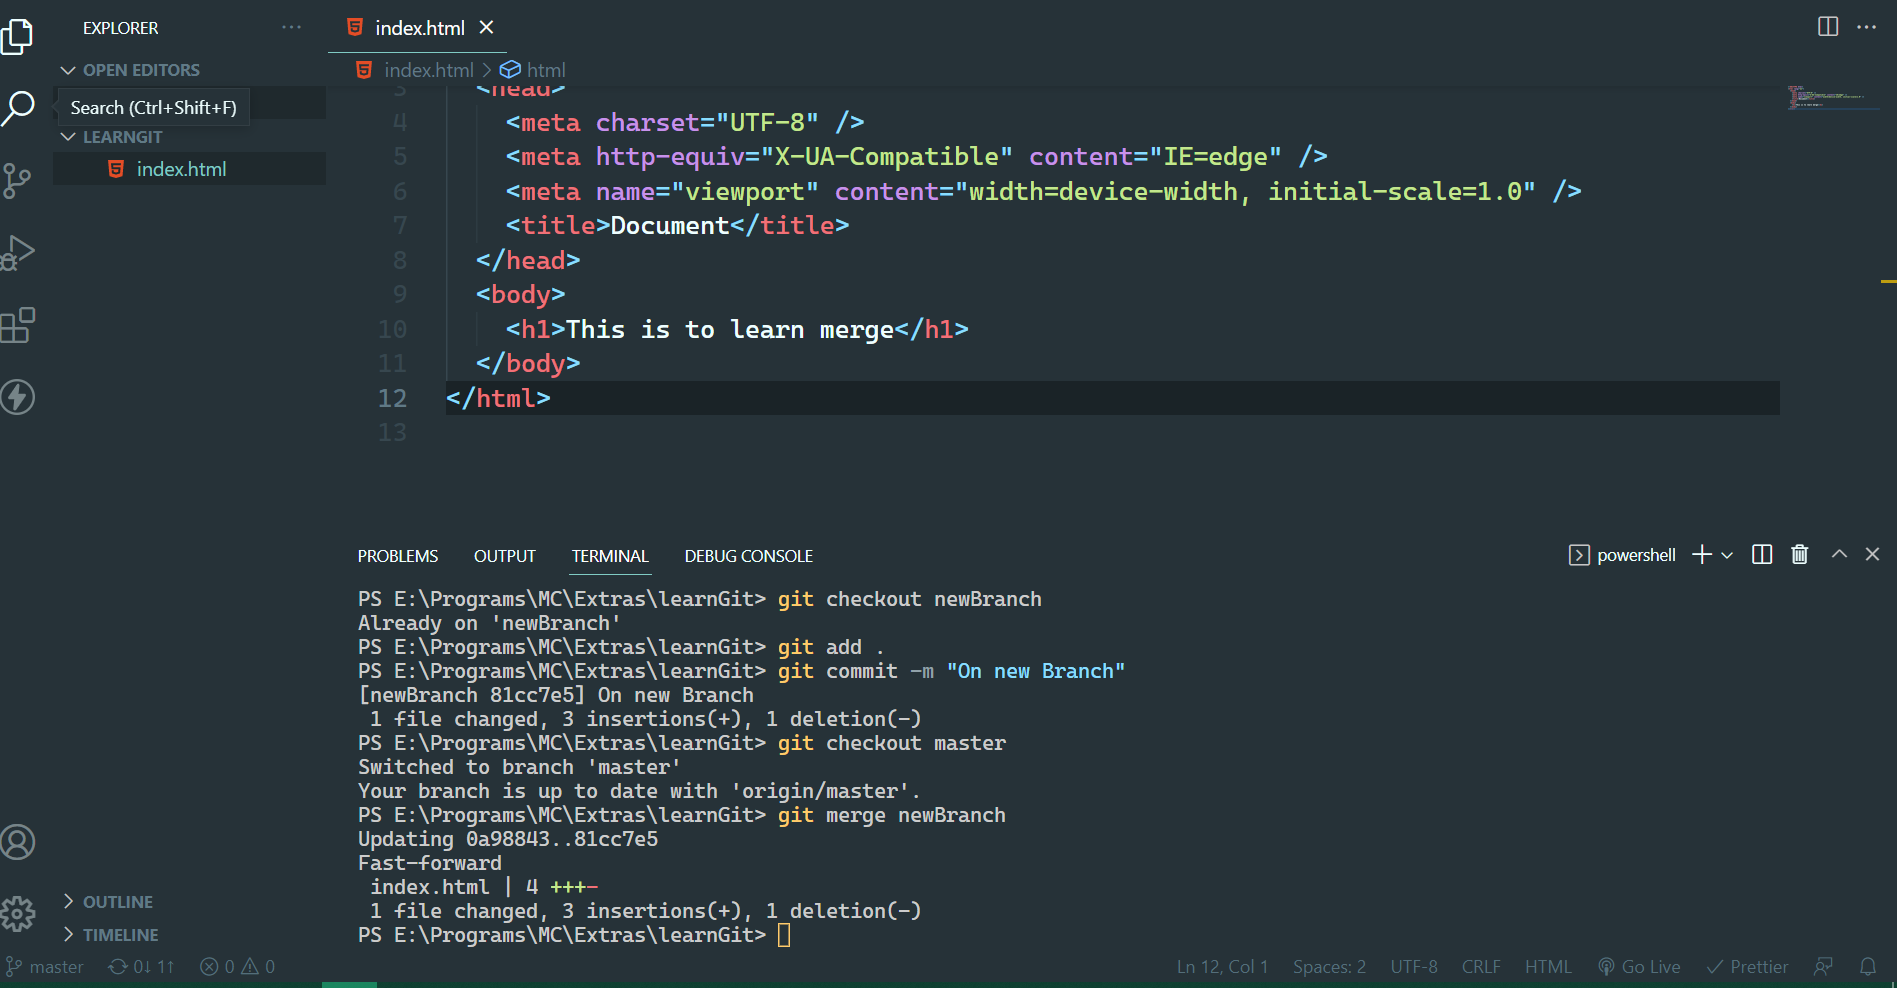 EXPLORER
OPEN EDITORS
Search (Ctrl+Shift+F)
LEARNGIT
index.html
index.html
index.html > html
3 <head>
4 <meta charset="UTF-8" />
5 <meta http-equiv="X-UA-Compatible" content="IE=edge" />
6 <meta name="viewport" content="width=device-width, initial-scale=1.0" />
7 <title>Document</title>
8 </head>
9 <body>
10 <h1>This is to learn merge</h1>
11 </body>
12 </html>
13
PROBLEMS OUTPUT TERMINAL DEBUG CONSOLE powershell
PS E:\Programs\MC\Extras\learnGit> git checkout newBranch
Already on 'newBranch'
PS E:\Programs\MC\Extras\learnGit> git add .
PS E:\Programs\MC\Extras\learnGit> git commit -m "On new Branch"
[newBranch 81cc7e5] On new Branch
 1 file changed, 3 insertions(+), 1 deletion(-)
PS E:\Programs\MC\Extras\learnGit> git checkout master
Switched to branch 'master'
Your branch is up to date with 'origin/master'.
PS E:\Programs\MC\Extras\learnGit> git merge newBranch
Updating 0a98843..81cc7e5
Fast-forward
 index.html | 4 +++-
 1 file changed, 3 insertions(+), 1 deletion(-)
PS E:\Programs\MC\Extras\learnGit>
OUTLINE
TIMELINE
master 0↓ 1↑ 0 0 Ln 12, Col 1 Spaces: 2 UTF-8 CRLF HTML Go Live Prettier